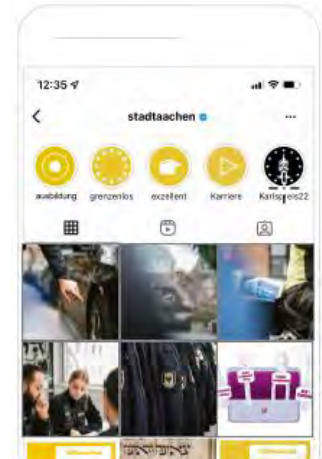 12:35
stadtaachen
ausbildung grenzenlos exzellent Karriere Karlspreis22